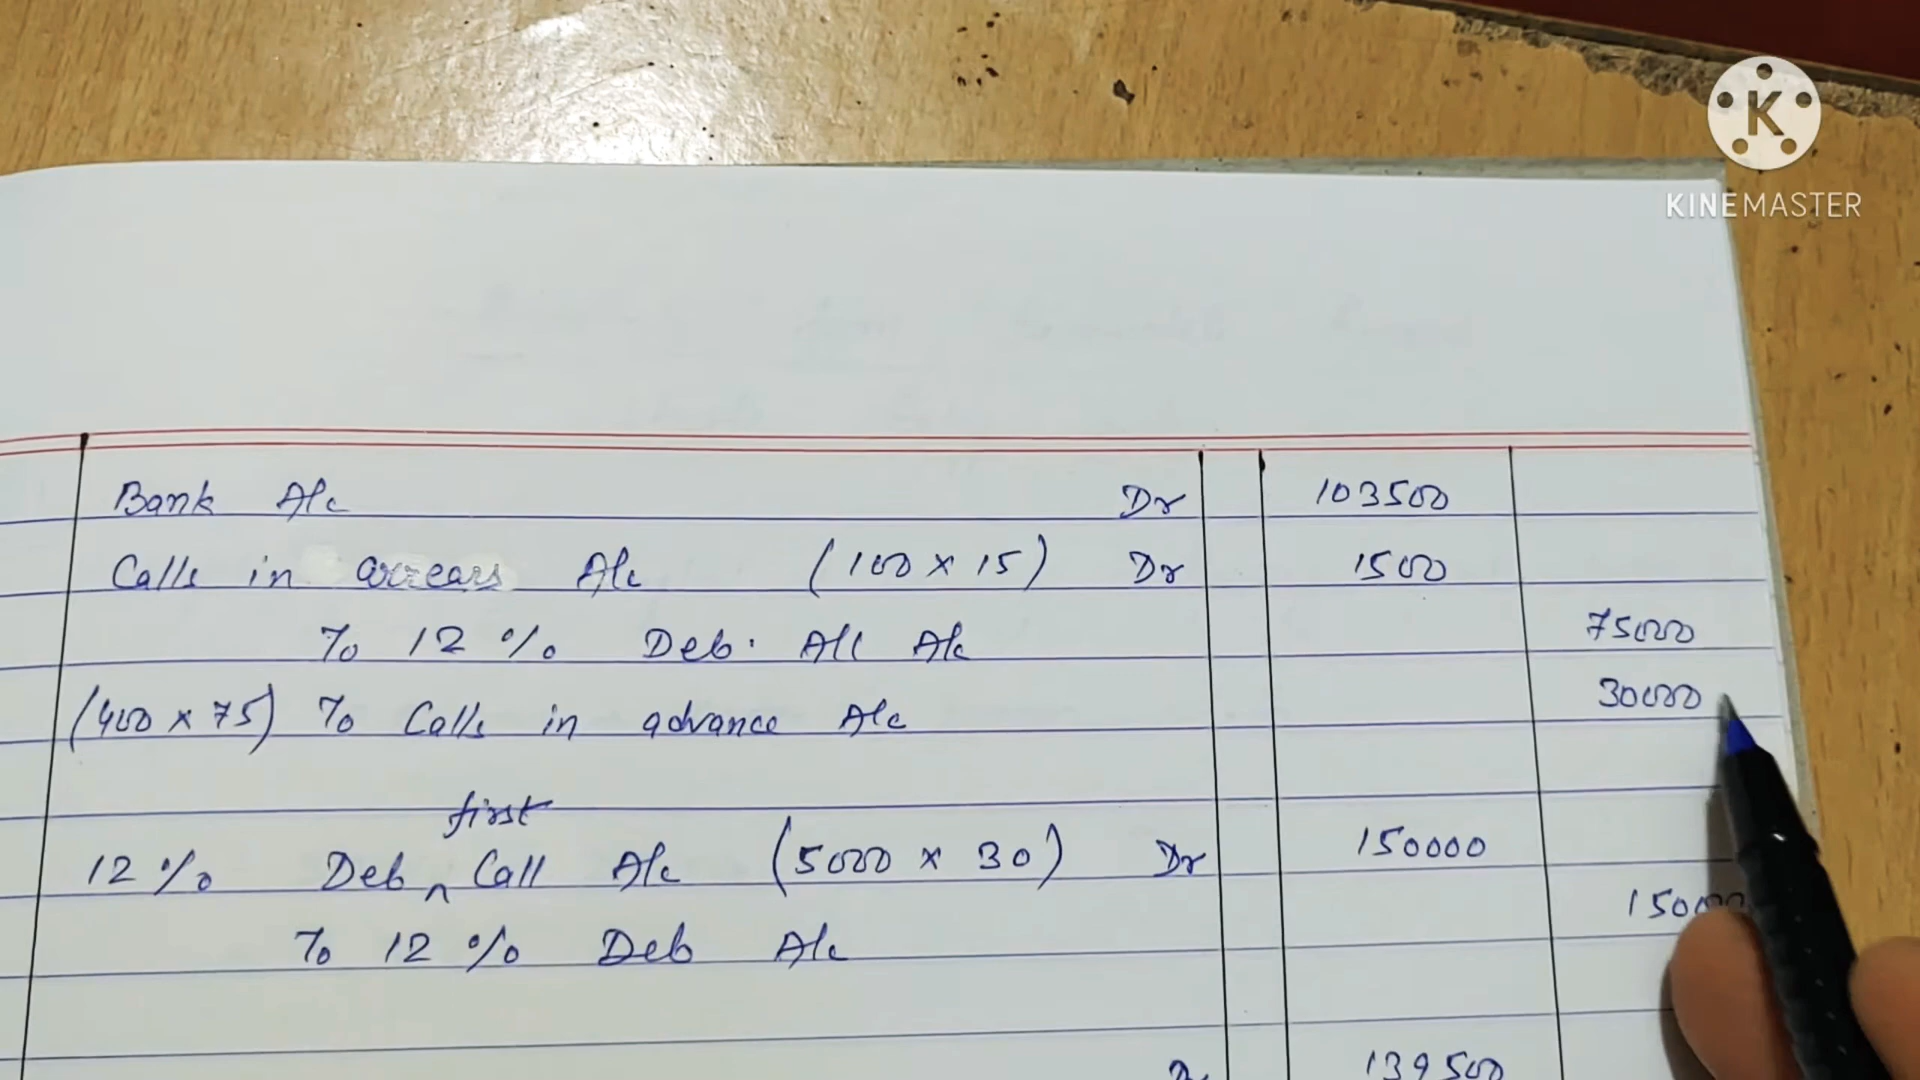 K
KINEMASTER
Bank A/c Dr 103500
Calls in arrears A/c (100 x 15) Dr 1500
To 12 % Deb. All A/c 75000
(400 x 75) To Calls in advance A/c 30000
first
12 % Deb ^ Call A/c (5000 x 30) Dr 150000
To 12 % Deb A/c
139500